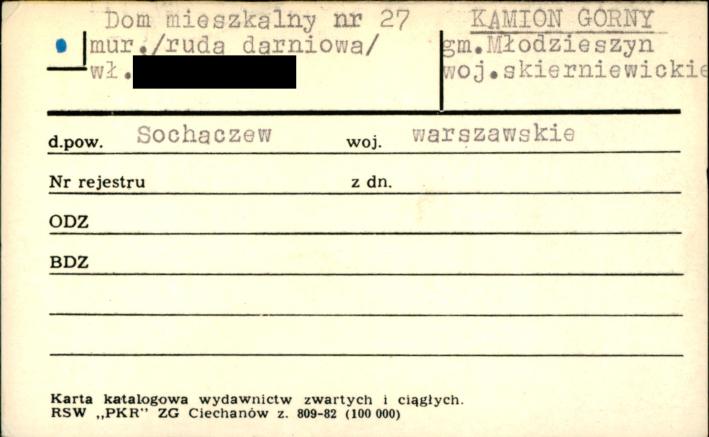 Dom mieszkalny nr 27
mur./ruda darniowa/
wł.
KAMION GÓRNY
gm.Młodzieszyn
woj.skierniewickie
d.pow. Sochaczew woj. warszawskie
Nr rejestru z dn.
ODZ
BDZ
Karta katalogowa wydawnictw zwartych i ciągłych.
RSW „PKR” ZG Ciechanów z. 809-82 (100 000)